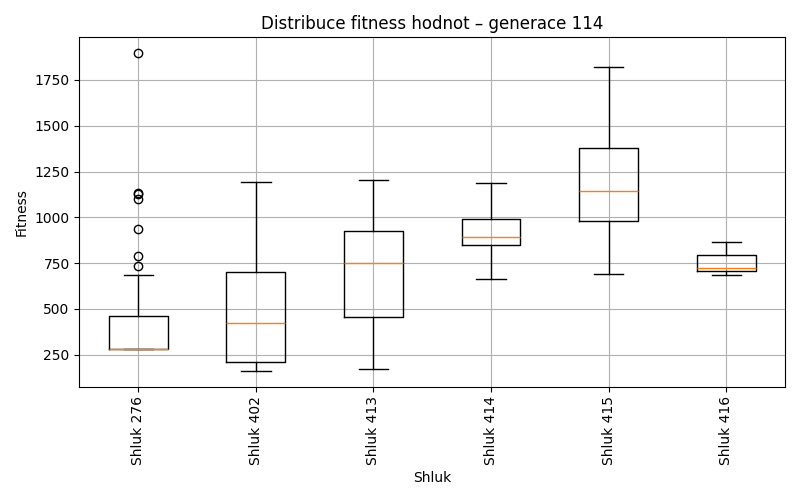 Distribuce fitness hodnot – generace 114
Fitness
1750
1500
1250
1000
750
500
250
Shluk 276
Shluk 402
Shluk 413
Shluk 414
Shluk 415
Shluk 416
Shluk